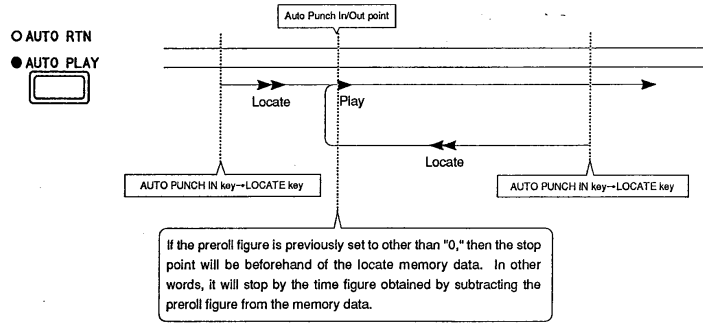 Auto Punch In/Out point
AUTO RTN
AUTO PLAY
Locate
Play
Locate
AUTO PUNCH IN key→LOCATE key
AUTO PUNCH IN key→LOCATE key
If the preroll figure is previously set to other than "0," then the stop
point will be beforehand of the locate memory data. In other
words, it will stop by the time figure obtained by subtracting the
preroll figure from the memory data.